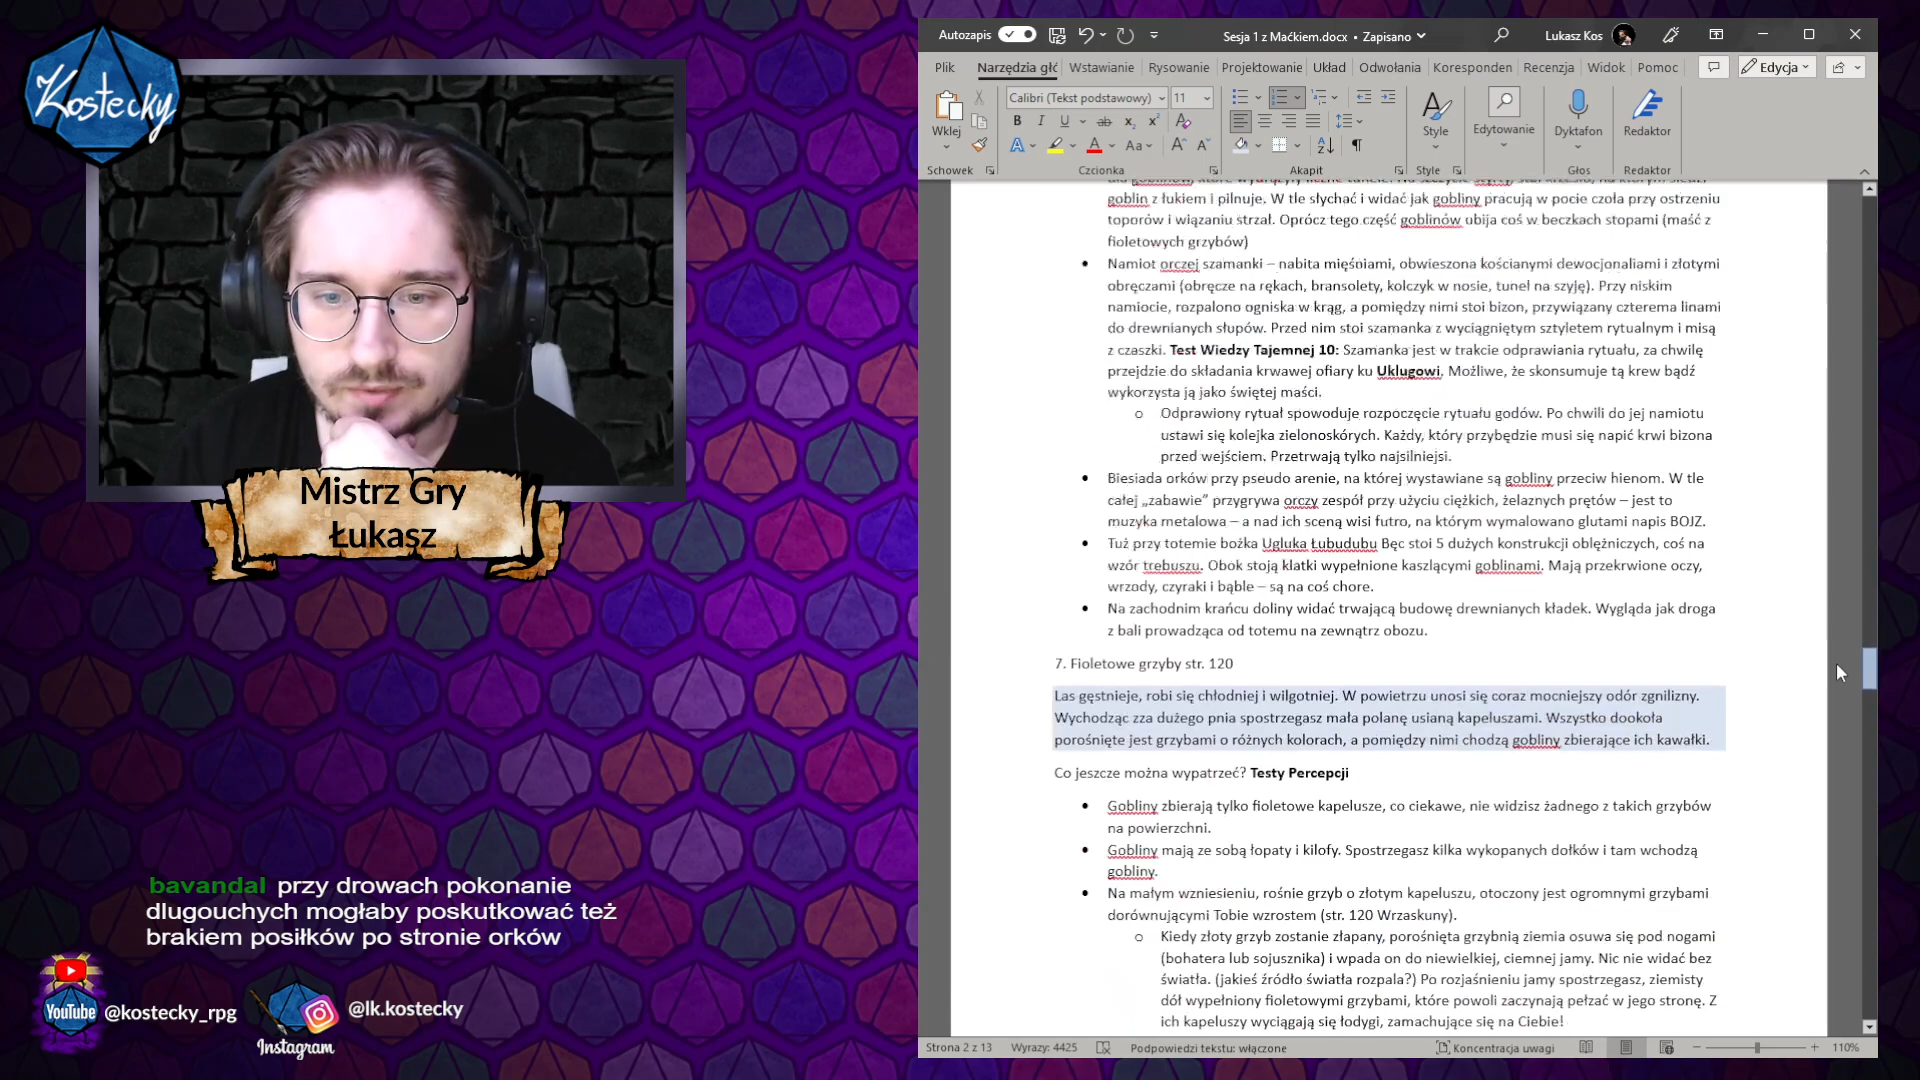 Kostecky
Mistrz Gry
Łukasz
bavandal przy drowach pokonanie
dlugouchych mogłaby poskutkować też
brakiem posiłków po stronie orków
YouTube
@kostecky_rpg
@lk.kostecky
Instagram
Autozapis
Sesja 1 z Maćkiem.docx • Zapisano
Lukasz Kos
Plik
Narzędzia głć
Wstawianie
Rysowanie
Projektowanie
Układ
Odwołania
Koresponden
Recenzja
Widok
Pomoc
Edycja
Wklej
Calibri (Tekst podstawowy)
11
B I U ab x₂ x²
Aa
Style
Edytowanie
Dyktafon
Redaktor
Schowek
Czcionka
Akapit
Style
Głos
Redaktor
goblin z łukiem i pilnuje. W tle słychać i widać jak gobliny pracują w pocie czoła przy ostrzeniu
toporów i wiązaniu strzał. Oprócz tego część goblinów ubija coś w beczkach stopami (maść z
fioletowych grzybów)
• Namiot orczej szamanki – nabita mięśniami, obwieszona kościanymi dewocjonaliami i złotymi
obręczami (obręcze na rękach, bransolety, kolczyk w nosie, tunel na szyję). Przy niskim
namiocie, rozpalono ogniska w krąg, a pomiędzy nimi stoi bizon, przywiązany czterema linami
do drewnianych słupów. Przed nim stoi szamanka z wyciągniętym sztyletem rytualnym i misą
z czaszki. Test Wiedzy Tajemnej 10: Szamanka jest w trakcie odprawiania rytuału, za chwilę
przejdzie do składania krwawej ofiary ku Uklugowi. Możliwe, że skonsumuje tą krew bądź
wykorzysta ją jako świętej maści.
o Odprawiony rytuał spowoduje rozpoczęcie rytuału godów. Po chwili do jej namiotu
ustawi się kolejka zielonoskórych. Każdy, który przybędzie musi się napić krwi bizona
przed wejściem. Przetrwają tylko najsilniejsi.
• Biesiada orków przy pseudo arenie, na której wystawiane są gobliny przeciw hienom. W tle
całej „zabawie” przygrywa orczy zespół przy użyciu ciężkich, żelaznych prętów – jest to
muzyka metalowa – a nad ich sceną wisi futro, na którym wymalowano glutami napis BOJZ.
• Tuż przy totemie bożka Ugluka Łubudubu Bęc stoi 5 dużych konstrukcji oblężniczych, coś na
wzór trebuszu. Obok stoją klatki wypełnione kaszlącymi goblinami. Mają przekrwione oczy,
wrzody, czyraki i bąble – są na coś chore.
• Na zachodnim krańcu doliny widać trwającą budowę drewnianych kładek. Wygląda jak droga
z bali prowadząca od totemu na zewnątrz obozu.
7. Fioletowe grzyby str. 120
Las gęstnieje, robi się chłodniej i wilgotniej. W powietrzu unosi się coraz mocniejszy odór zgnilizny.
Wychodząc zza dużego pnia spostrzegasz mała polanę usianą kapeluszami. Wszystko dookoła
porośnięte jest grzybami o różnych kolorach, a pomiędzy nimi chodzą gobliny zbierające ich kawałki.
Co jeszcze można wypatrzeć? Testy Percepcji
• Gobliny zbierają tylko fioletowe kapelusze, co ciekawe, nie widzisz żadnego z takich grzybów
na powierzchni.
• Gobliny mają ze sobą łopaty i kilofy. Spostrzegasz kilka wykopanych dołków i tam wchodzą
gobliny.
• Na małym wzniesieniu, rośnie grzyb o złotym kapeluszu, otoczony jest ogromnymi grzybami
dorównującymi Tobie wzrostem (str. 120 Wrzaskuny).
o Kiedy złoty grzyb zostanie złapany, porośnięta grzybnią ziemia osuwa się pod nogami
(bohatera lub sojusznika) i wpada on do niewielkiej, ciemnej jamy. Nic nie widać bez
światła. (jakieś źródło światła rozpala?) Po rozjaśnieniu jamy spostrzegasz, ziemisty
dół wypełniony fioletowymi grzybami, które powoli zaczynają pełzać w jego stronę. Z
ich kapeluszy wyciągają się łodygi, zamachujące się na Ciebie!
Strona 2 z 13
Wyrazy: 4425
Podpowiedzi tekstu: włączone
Koncentracja uwagi
110%